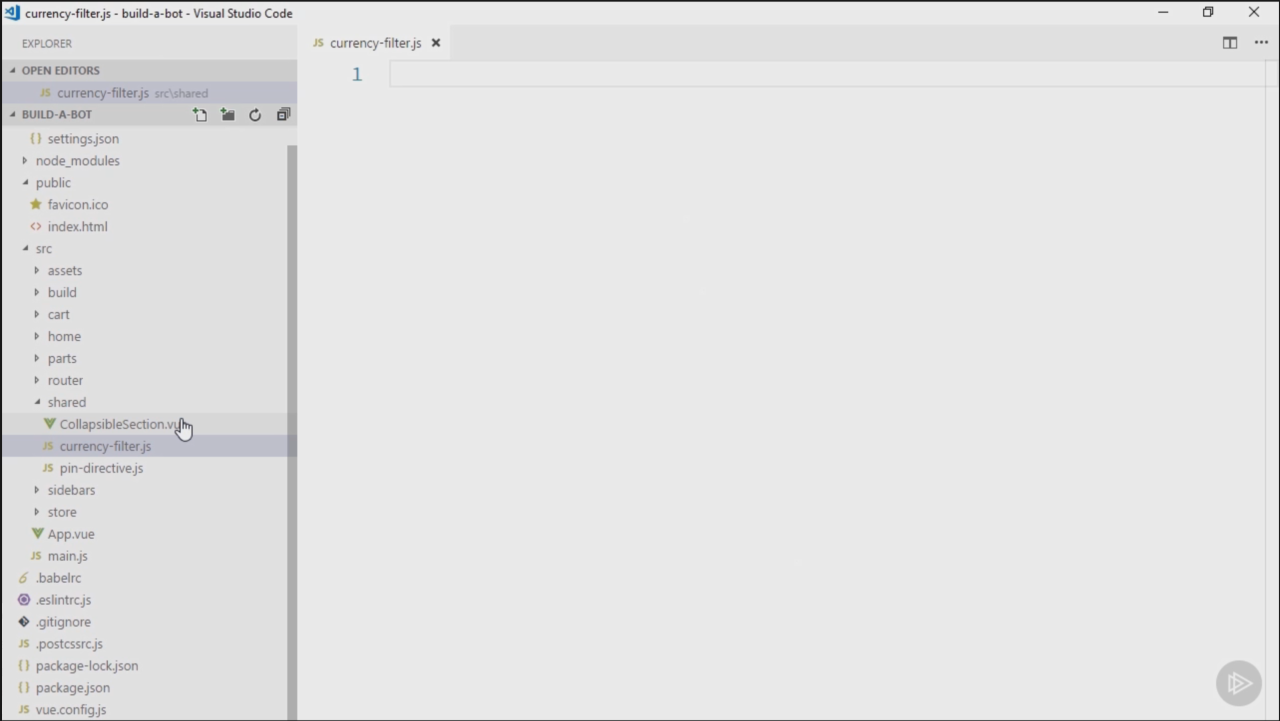 currency-filter.js - build-a-bot - Visual Studio Code
EXPLORER
OPEN EDITORS
JS currency-filter.js src\shared
BUILD-A-BOT
{} settings.json
node_modules
public
favicon.ico
<> index.html
src
assets
build
cart
home
parts
router
shared
CollapsibleSection.vue
JS currency-filter.js
JS pin-directive.js
sidebars
store
App.vue
JS main.js
.babelrc
.eslintrc.js
.gitignore
JS .postcssrc.js
{} package-lock.json
{} package.json
JS vue.config.js
JS currency-filter.js
1